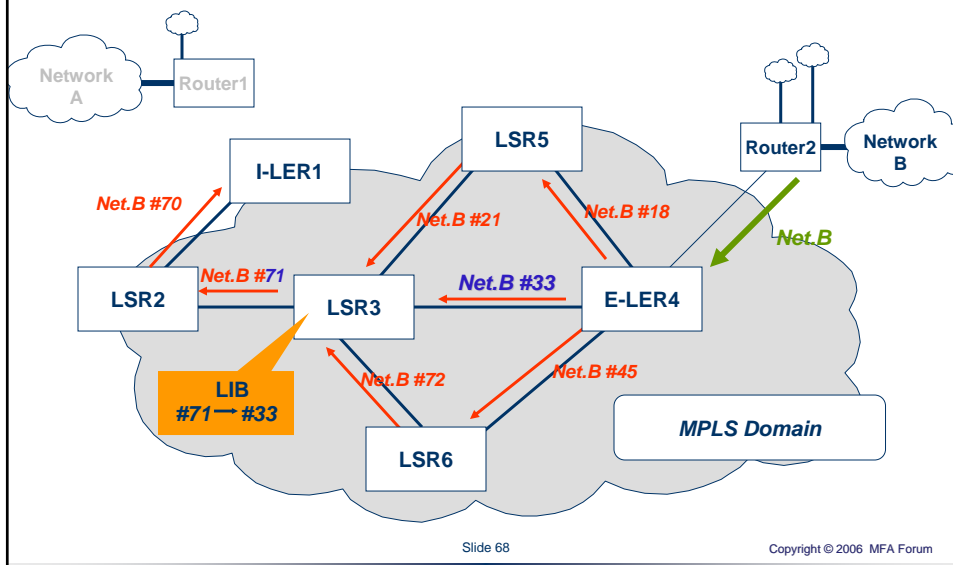 Network
A
Router1
LSR5
Router2
Network
B
I-LER1
Net.B #70
Net.B #21
Net.B #18
Net.B
Net.B #71
Net.B #33
LSR2
LSR3
E-LER4
LIB
#71 → #33
Net.B #72
Net.B #45
MPLS Domain
LSR6
Slide 68
Copyright © 2006 MFA Forum